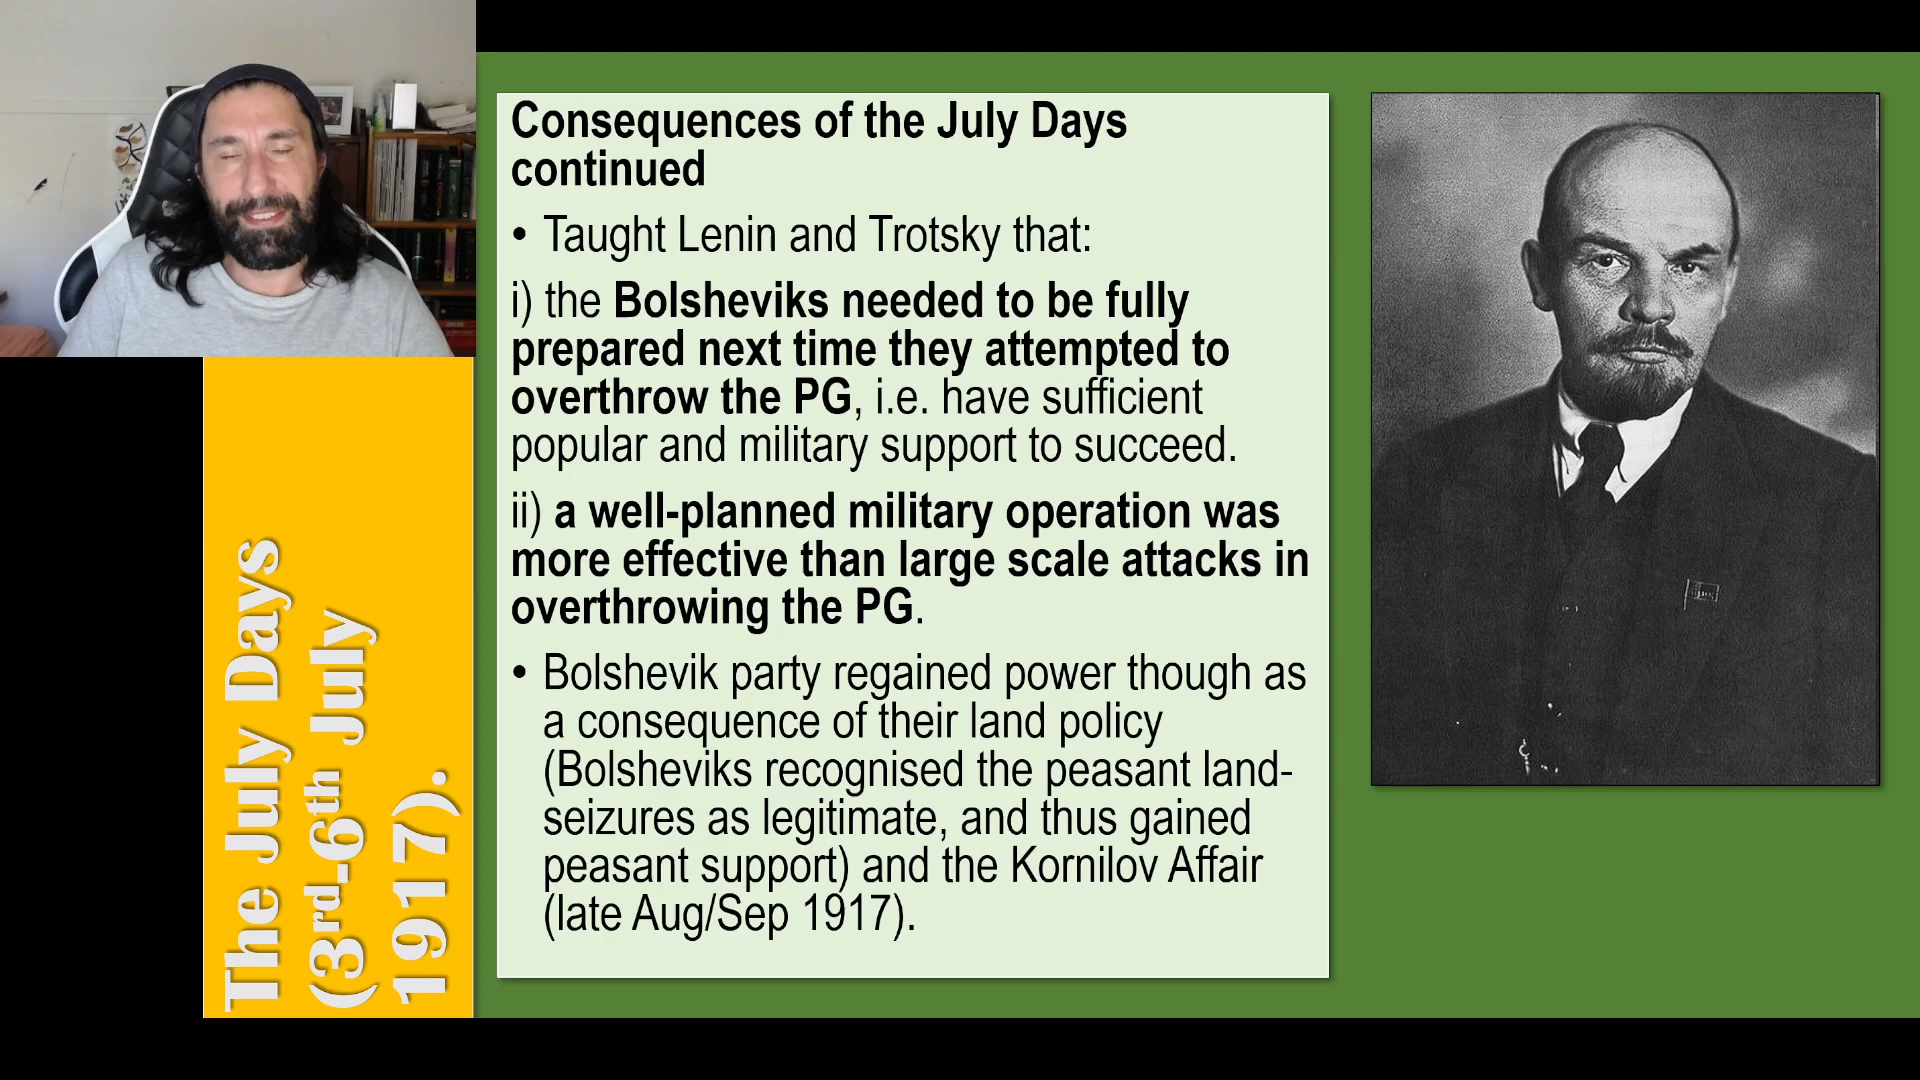 The July Days
(3rd-6th July
1917).
Consequences of the July Days
continued
• Taught Lenin and Trotsky that:
i) the Bolsheviks needed to be fully
prepared next time they attempted to
overthrow the PG, i.e. have sufficient
popular and military support to succeed.
ii) a well-planned military operation was
more effective than large scale attacks in
overthrowing the PG.
• Bolshevik party regained power though as
a consequence of their land policy
(Bolsheviks recognised the peasant land-
seizures as legitimate, and thus gained
peasant support) and the Kornilov Affair
(late Aug/Sep 1917).